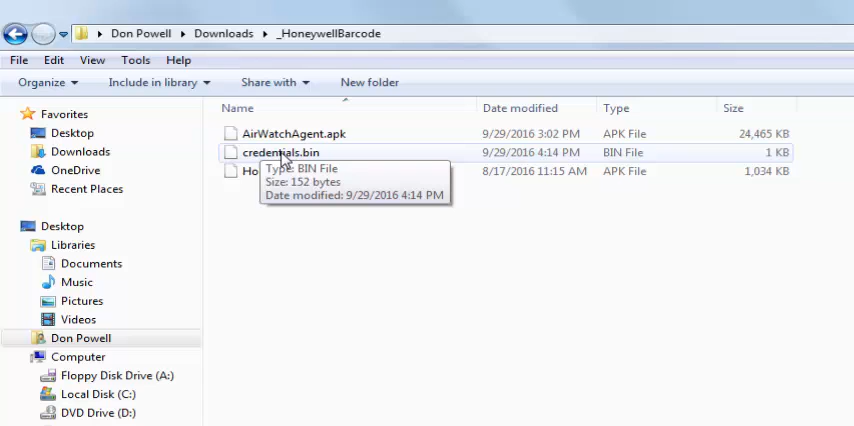 Don Powell Downloads _HoneywellBarcode
File Edit View Tools Help
Organize Include in library Share with New folder
Name Date modified Type Size
Favorites
Desktop
Downloads
OneDrive
Recent Places
Desktop
Libraries
Documents
Music
Pictures
Videos
Don Powell
Computer
Floppy Disk Drive (A:)
Local Disk (C:)
DVD Drive (D:)
AirWatchAgent.apk 9/29/2016 3:02 PM APK File 24,465 KB
credentials.bin 9/29/2016 4:14 PM BIN File 1 KB
Ho 8/17/2016 11:15 AM APK File 1,034 KB
Type: BIN File
Size: 152 bytes
Date modified: 9/29/2016 4:14 PM